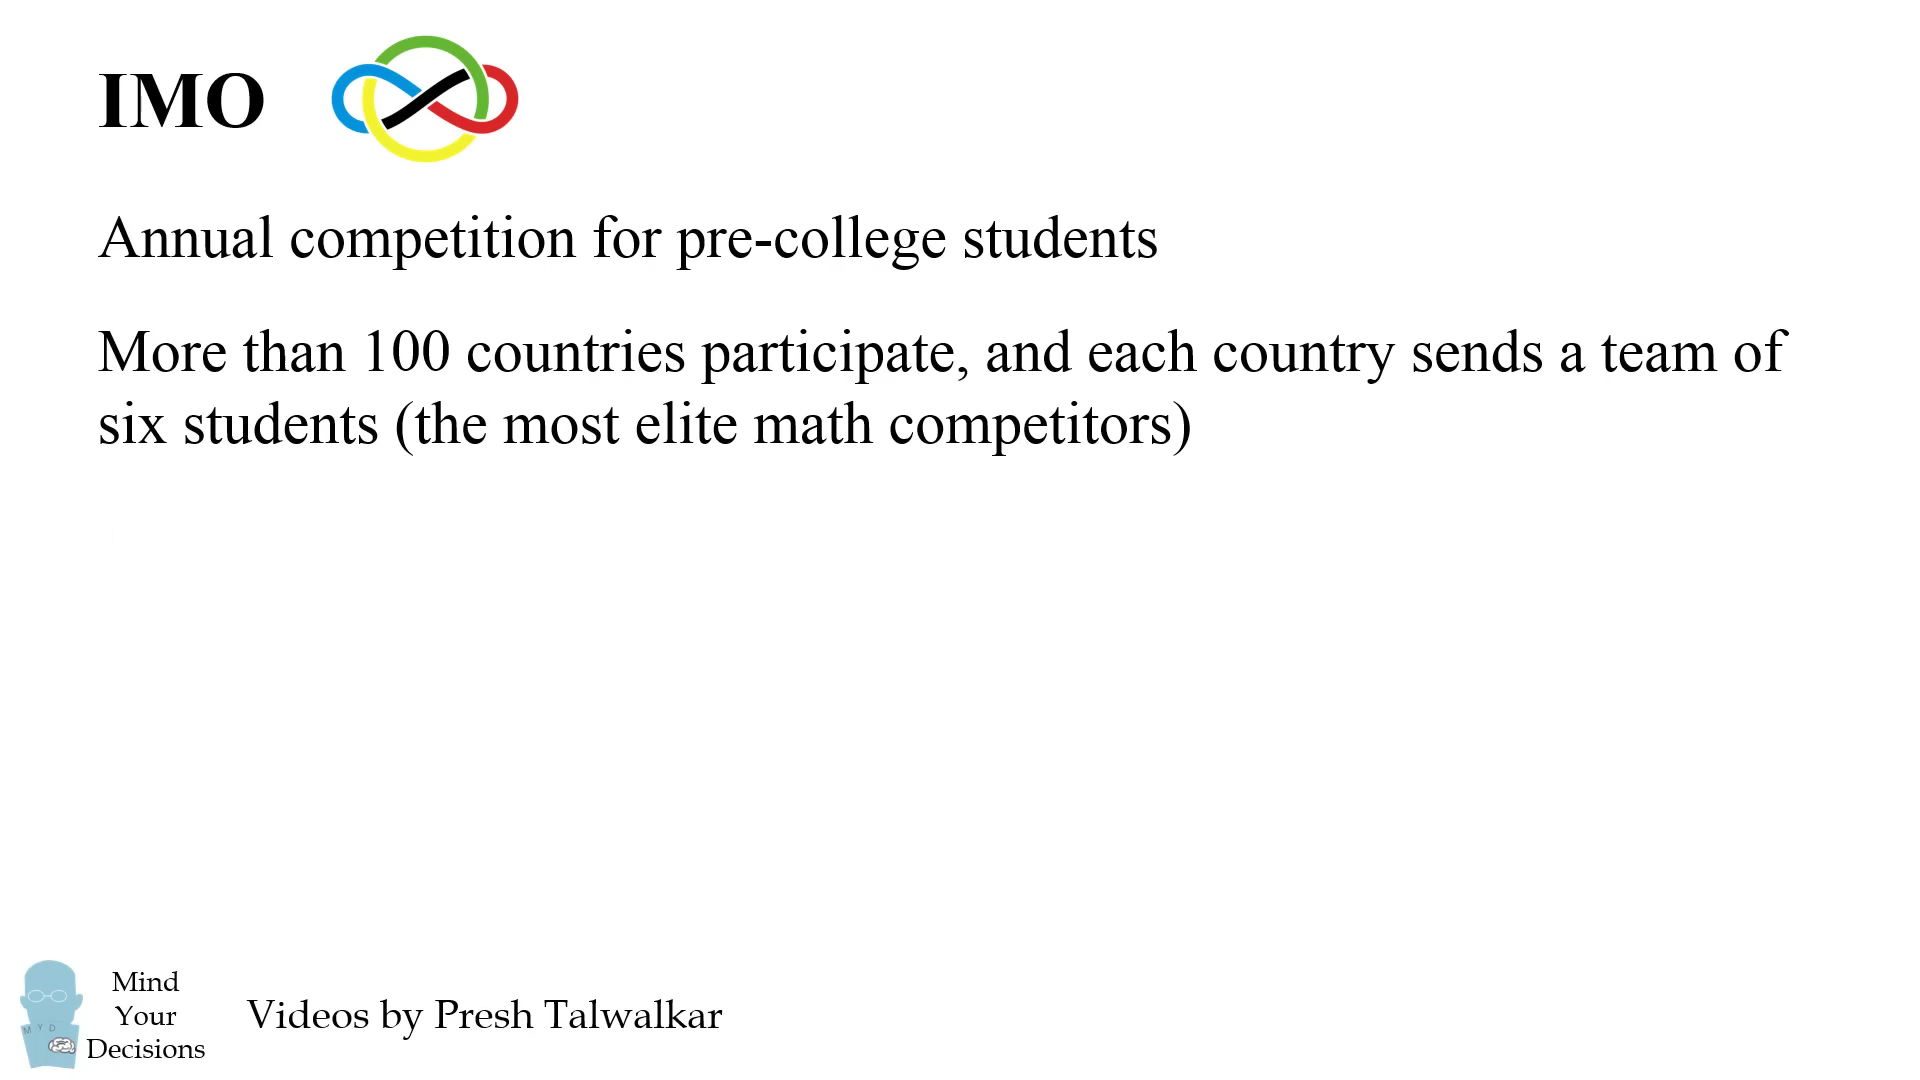 IMO
Annual competition for pre-college students
More than 100 countries participate, and each country sends a team of
six students (the most elite math competitors)
Mind
Your
Decisions
M Y D
Videos by Presh Talwalkar